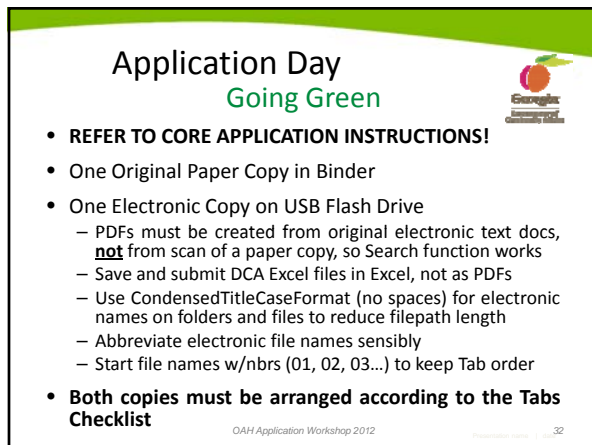 Application Day
Going Green
Georgia
• REFER TO CORE APPLICATION INSTRUCTIONS!
• One Original Paper Copy in Binder
• One Electronic Copy on USB Flash Drive
– PDFs must be created from original electronic text docs,
not from scan of a paper copy, so Search function works
– Save and submit DCA Excel files in Excel, not as PDFs
– Use CondensedTitleCaseFormat (no spaces) for electronic
names on folders and files to reduce filepath length
– Abbreviate electronic file names sensibly
– Start file names w/nbrs (01, 02, 03...) to keep Tab order
• Both copies must be arranged according to the Tabs
Checklist
OAH Application Workshop 2012
32